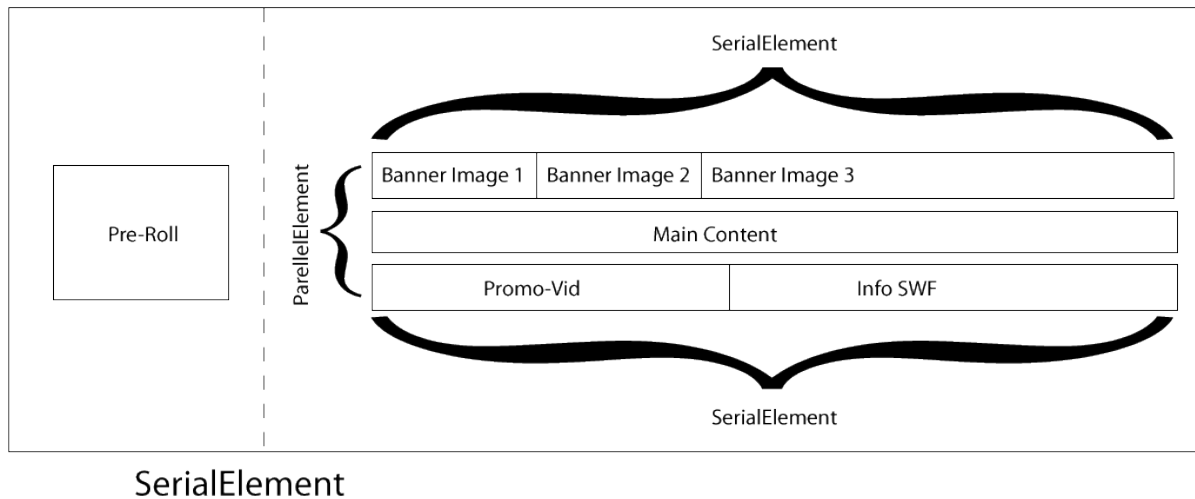 SerialElement
Pre-Roll
ParellelElement
Banner Image 1 Banner Image 2 Banner Image 3
Main Content
Promo-Vid Info SWF
SerialElement
SerialElement